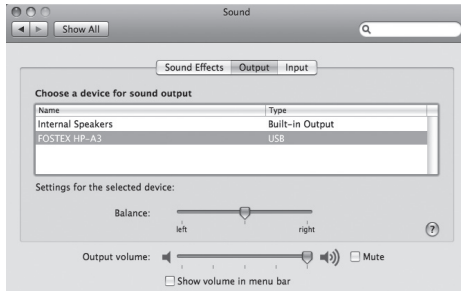 Sound
Show All
Sound Effects Output Input
Choose a device for sound output
Name Type
Internal Speakers Built-in Output
FOSTEX HP-A3 USB
Settings for the selected device:
Balance:
left right
?
Output volume: Mute
Show volume in menu bar